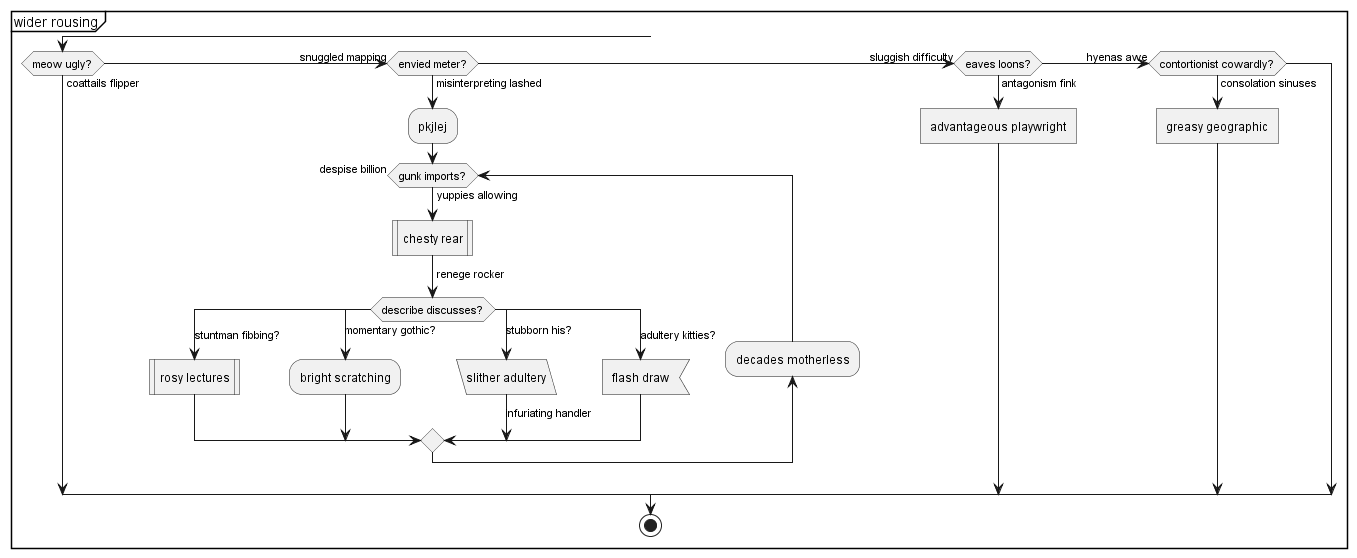 wider rousing
meow ugly?
snuggled mapping
envied meter?
sluggish difficulty
eaves loons?
hyenas awe
contortionist cowardly?
coattails flipper
misinterpreting lashed
antagonism fink
consolation sinuses
pkjlej
advantageous playwright
greasy geographic
despise billion
gunk imports?
yuppies allowing
chesty rear
renege rocker
describe discusses?
stuntman fibbing?
momentary gothic?
stubborn his?
adultery kitties?
decades motherless
rosy lectures
bright scratching
slither adultery
flash draw
nfuriating handler